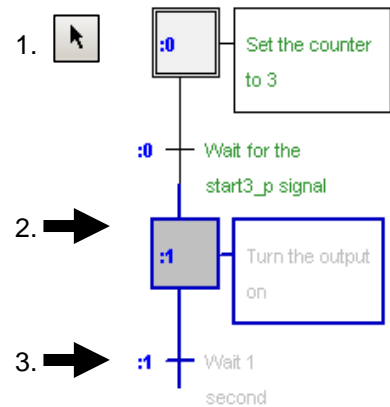 1.
:0
Set the counter
to 3
:0
Wait for the
start3_p signal
2.
:1
Turn the output
on
3.
:1
Wait 1
second